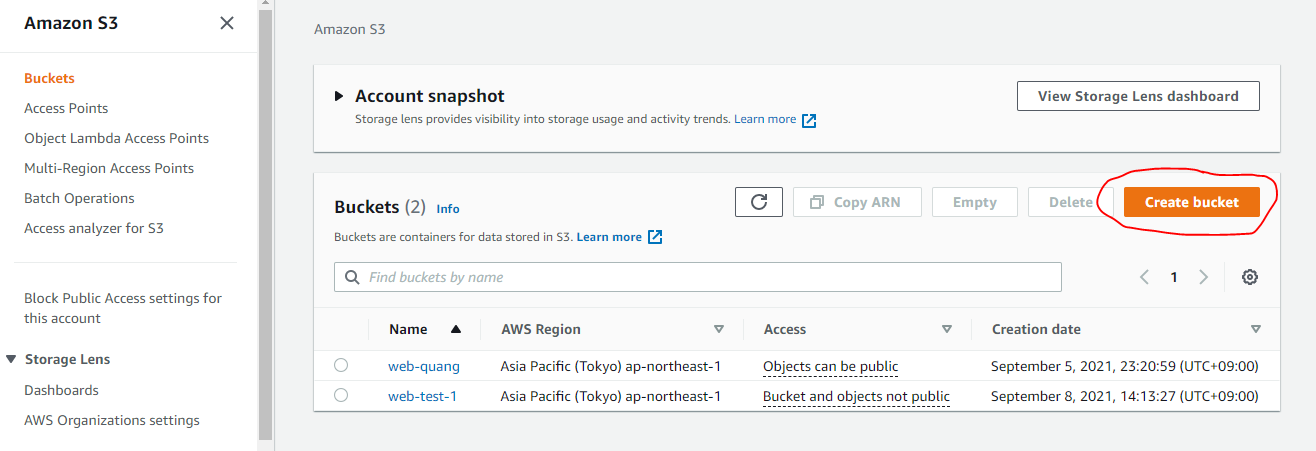 Amazon S3
Buckets
Access Points
Object Lambda Access Points
Multi-Region Access Points
Batch Operations
Access analyzer for S3
Block Public Access settings for
this account
Storage Lens
Dashboards
AWS Organizations settings
Amazon S3
Account snapshot
View Storage Lens dashboard
Storage lens provides visibility into storage usage and activity trends. Learn more
Buckets (2) Info
Copy ARN
Empty
Delete
Create bucket
Buckets are containers for data stored in S3. Learn more
Find buckets by name
1
Name AWS Region Access Creation date
web-quang Asia Pacific (Tokyo) ap-northeast-1 Objects can be public September 5, 2021, 23:20:59 (UTC+09:00)
web-test-1 Asia Pacific (Tokyo) ap-northeast-1 Bucket and objects not public September 8, 2021, 14:13:27 (UTC+09:00)